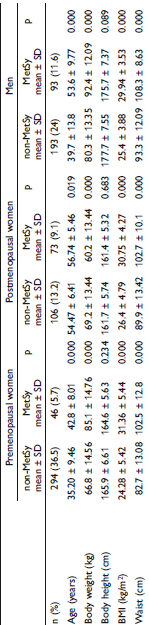 Premenopausal women p Postmenopausal women p Men p
non-MetSy MetSy non-MetSy MetSy non-MetSy MetSy
mean ± SD mean ± SD mean ± SD mean ± SD mean ± SD mean ± SD
n (%) 294 (36.5) 46 (5.7) 106 (13.2) 73 (9.1) 193 (24) 93 (11.6)
Age (years) 35.20 ± 9.46 42.8 ± 8.01 0.000 54.47 ± 6.41 56.74 ± 5.46 0.019 39.7 ± 13.8 53.6 ± 9.77 0.000
Body weight (kg) 66.8 ± 14.56 85.1 ± 14.76 0.000 69.2 ± 13.44 60.2 ± 13.44 0.000 80.3 ± 13.35 92.4 ± 12.09 0.000
Body height (cm) 165.9 ± 6.61 164.6 ± 5.63 0.234 161.7 ± 5.74 161.4 ± 5.32 0.683 177.7 ± 7.55 175.7 ± 7.37 0.089
BMI (kg/m²) 24.28 ± 5.42 31.36 ± 5.44 0.000 26.4 ± 4.79 30.75 ± 4.27 0.000 25.4 ± 3.88 29.94 ± 3.53 0.000
Waist (cm) 82.7 ± 13.08 102.5 ± 12.8 0.000 89.9 ± 13.42 102.7 ± 10.1 0.000 93.3 ± 12.09 108.3 ± 8.63 0.000